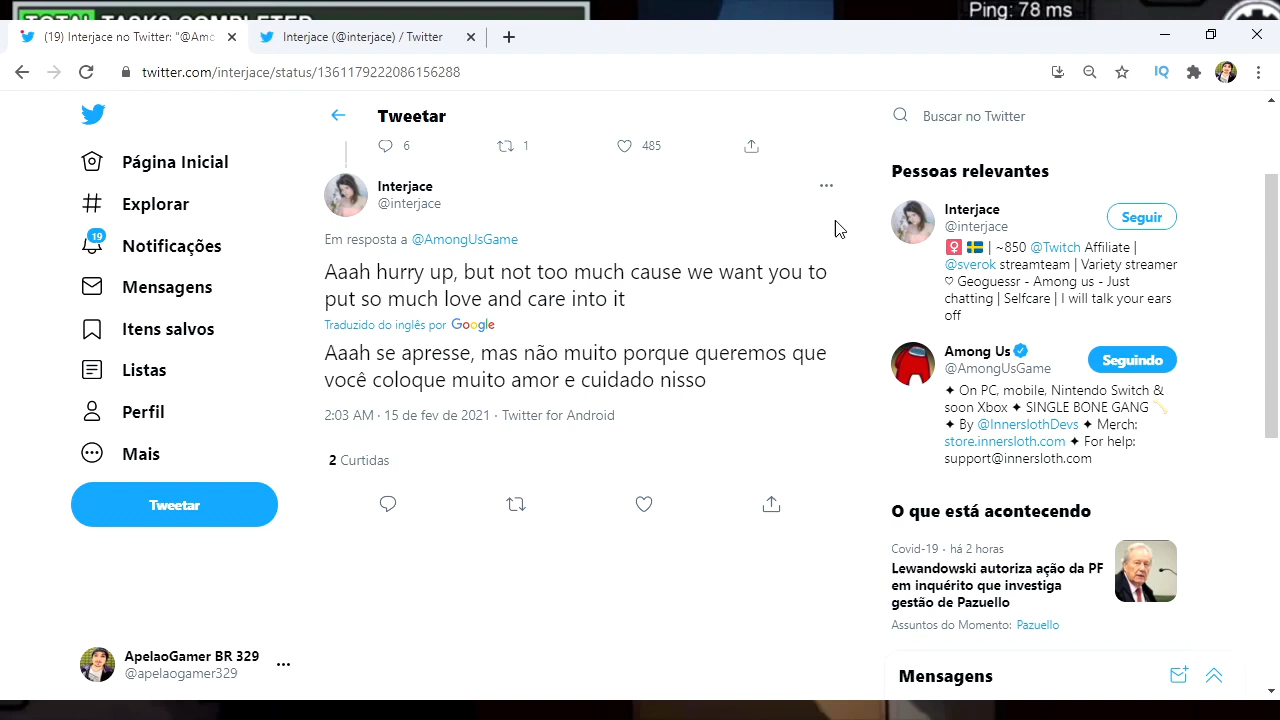 TOTAL TASKS COMPLETED
Ping: 78 ms
(19) Interjace no Twitter: "@Amo
Interjace (@interjace) / Twitter
twitter.com/interjace/status/1361179222086156288
IQ
Tweetar
Buscar no Twitter
6
1
485
Página Inicial
Explorar
19
Notificações
Mensagens
Itens salvos
Listas
Perfil
Mais
Tweetar
ApelaoGamer BR 329
@apelaogamer329
Interjace
@interjace
Em resposta a @AmongUsGame
Aaah hurry up, but not too much cause we want you to
put so much love and care into it
Traduzido do inglês por Google
Aaah se apresse, mas não muito porque queremos que
você coloque muito amor e cuidado nisso
2:03 AM · 15 de fev de 2021 · Twitter for Android
2 Curtidas
Pessoas relevantes
Interjace
@interjace
Seguir
| ~850 @Twitch Affiliate |
@sverok streamteam | Variety streamer
♡ Geoguessr - Among us - Just
chatting | Selfcare | I will talk your ears
off
Among Us
@AmongUsGame
Seguindo
✦ On PC, mobile, Nintendo Switch &
soon Xbox ✦ SINGLE BONE GANG
✦ By @InnerslothDevs ✦ Merch:
store.innersloth.com ✦ For help:
support@innersloth.com
O que está acontecendo
Covid-19 · há 2 horas
Lewandowski autoriza ação da PF
em inquérito que investiga
gestão de Pazuello
Assuntos do Momento: Pazuello
Mensagens